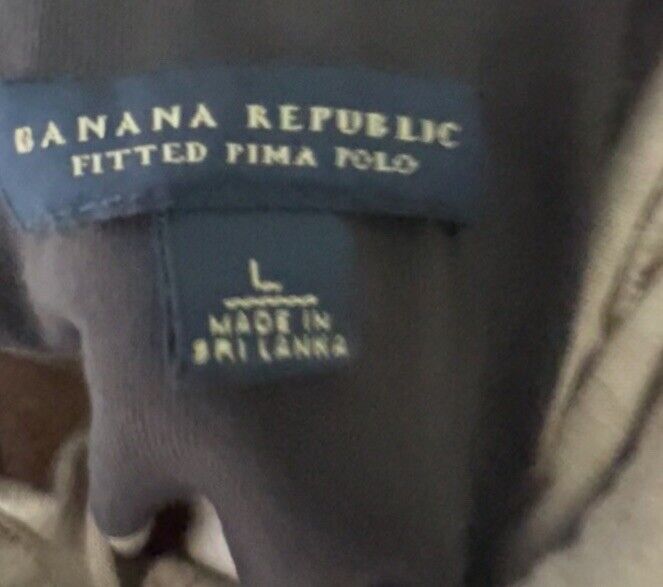 BANANA REPUBLIC
FITTED PIMA POLO
L
MADE IN
SRI LANKA